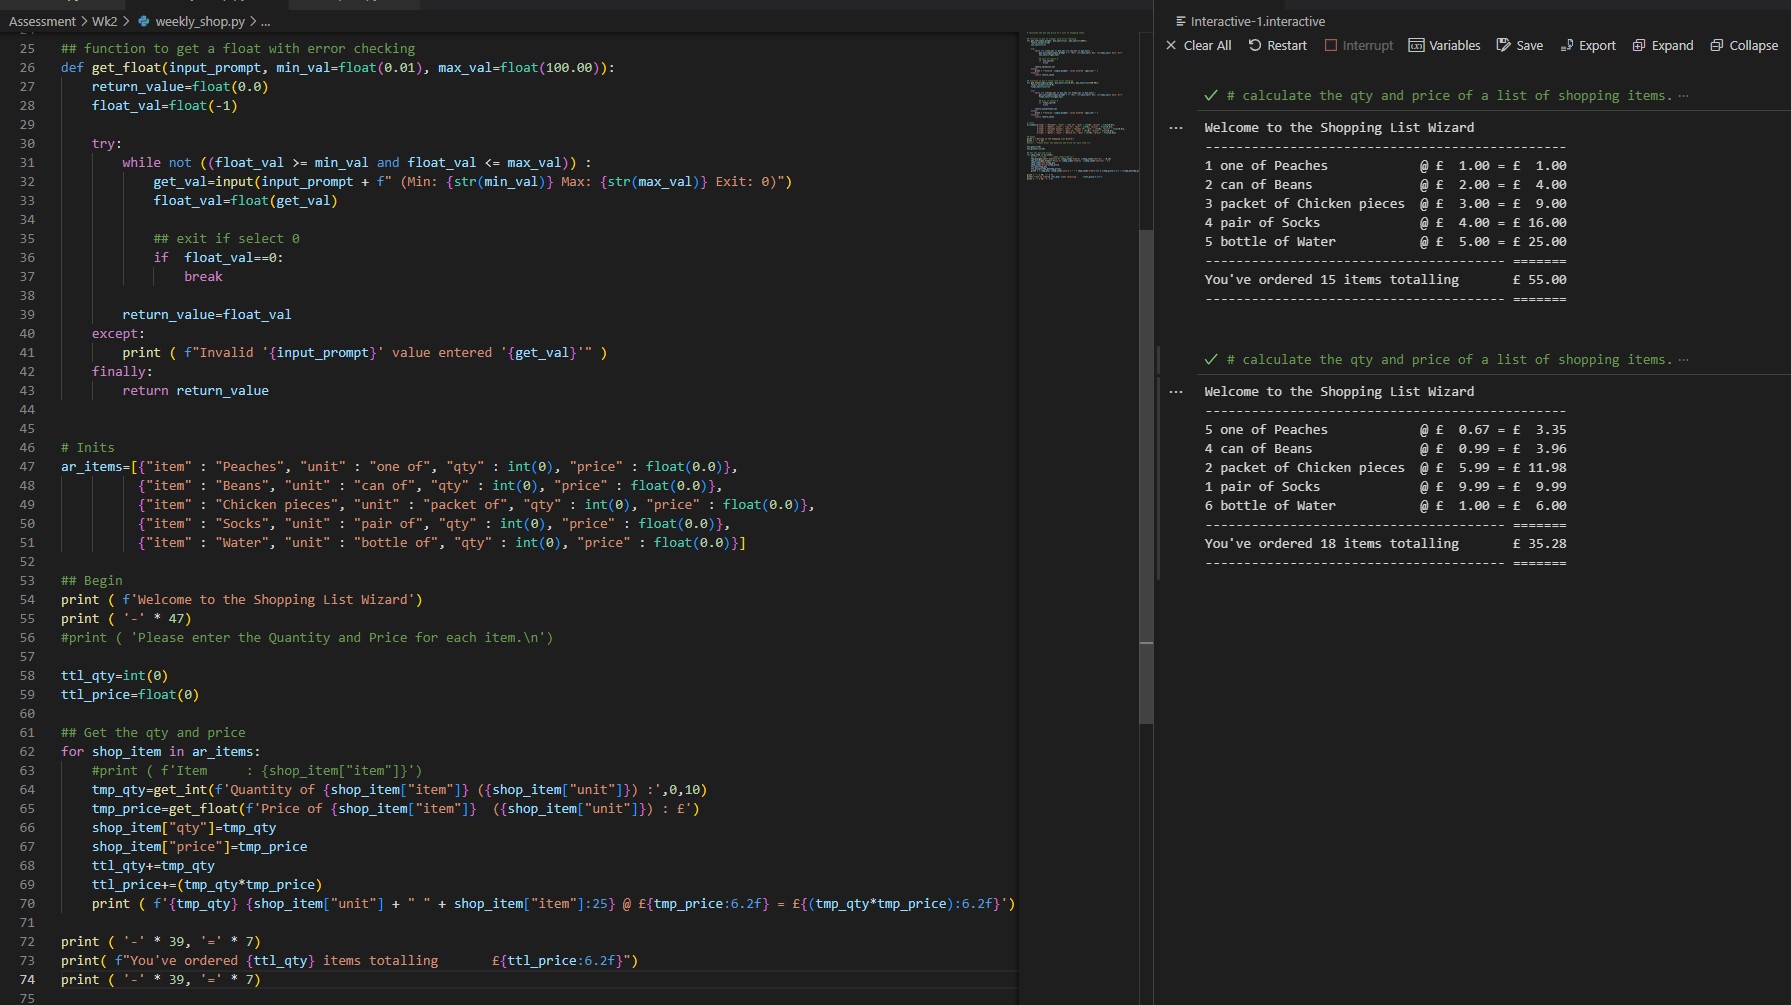 Assessment > Wk2 > weekly_shop.py > ...
25 ## function to get a float with error checking
26 def get_float(input_prompt, min_val=float(0.01), max_val=float(100.00)):
27     return_value=float(0.0)
28     float_val=float(-1)
29
30     try:
31         while not ((float_val >= min_val and float_val <= max_val)) :
32             get_val=input(input_prompt + f" (Min: {str(min_val)} Max: {str(max_val)} Exit: 0)")
33             float_val=float(get_val)
34
35             ## exit if select 0
36             if  float_val==0:
37                 break
38
39         return_value=float_val
40     except:
41         print ( f"Invalid '{input_prompt}' value entered '{get_val}'" )
42     finally:
43         return return_value
44
45
46 # Inits
47 ar_items=[{"item" : "Peaches", "unit" : "one of", "qty" : int(0), "price" : float(0.0)},
48           {"item" : "Beans", "unit" : "can of", "qty" : int(0), "price" : float(0.0)},
49           {"item" : "Chicken pieces", "unit" : "packet of", "qty" : int(0), "price" : float(0.0)},
50           {"item" : "Socks", "unit" : "pair of", "qty" : int(0), "price" : float(0.0)},
51           {"item" : "Water", "unit" : "bottle of", "qty" : int(0), "price" : float(0.0)}]
52
53 ## Begin
54 print ( f'Welcome to the Shopping List Wizard')
55 print ( '-' * 47)
56 #print ( 'Please enter the Quantity and Price for each item.\n')
57
58 ttl_qty=int(0)
59 ttl_price=float(0)
60
61 ## Get the qty and price
62 for shop_item in ar_items:
63     #print ( f'Item     : {shop_item["item"]}')
64     tmp_qty=get_int(f'Quantity of {shop_item["item"]} ({shop_item["unit"]}) :',0,10)
65     tmp_price=get_float(f'Price of {shop_item["item"]}  ({shop_item["unit"]}) : £')
66     shop_item["qty"]=tmp_qty
67     shop_item["price"]=tmp_price
68     ttl_qty+=tmp_qty
69     ttl_price+=(tmp_qty*tmp_price)
70     print ( f'{tmp_qty} {shop_item["unit"] + " " + shop_item["item"]:25} @ £{tmp_price:6.2f} = £{(tmp_qty*tmp_price):6.2f}')
71
72 print ( '-' * 39, '=' * 7)
73 print( f"You've ordered {ttl_qty} items totalling       £{ttl_price:6.2f}")
74 print ( '-' * 39, '=' * 7)
75
Interactive-1.interactive
Clear All Restart Interrupt Variables Save Export Expand Collapse
# calculate the qty and price of a list of shopping items. ...
Welcome to the Shopping List Wizard
-----------------------------------------------
1 one of Peaches            @ £  1.00 = £  1.00
2 can of Beans              @ £  2.00 = £  4.00
3 packet of Chicken pieces  @ £  3.00 = £  9.00
4 pair of Socks             @ £  4.00 = £ 16.00
5 bottle of Water           @ £  5.00 = £ 25.00
--------------------------------------- =======
You've ordered 15 items totalling       £ 55.00
--------------------------------------- =======
# calculate the qty and price of a list of shopping items. ...
Welcome to the Shopping List Wizard
-----------------------------------------------
5 one of Peaches            @ £  0.67 = £  3.35
4 can of Beans              @ £  0.99 = £  3.96
2 packet of Chicken pieces  @ £  5.99 = £ 11.98
1 pair of Socks             @ £  9.99 = £  9.99
6 bottle of Water           @ £  1.00 = £  6.00
--------------------------------------- =======
You've ordered 18 items totalling       £ 35.28
--------------------------------------- =======